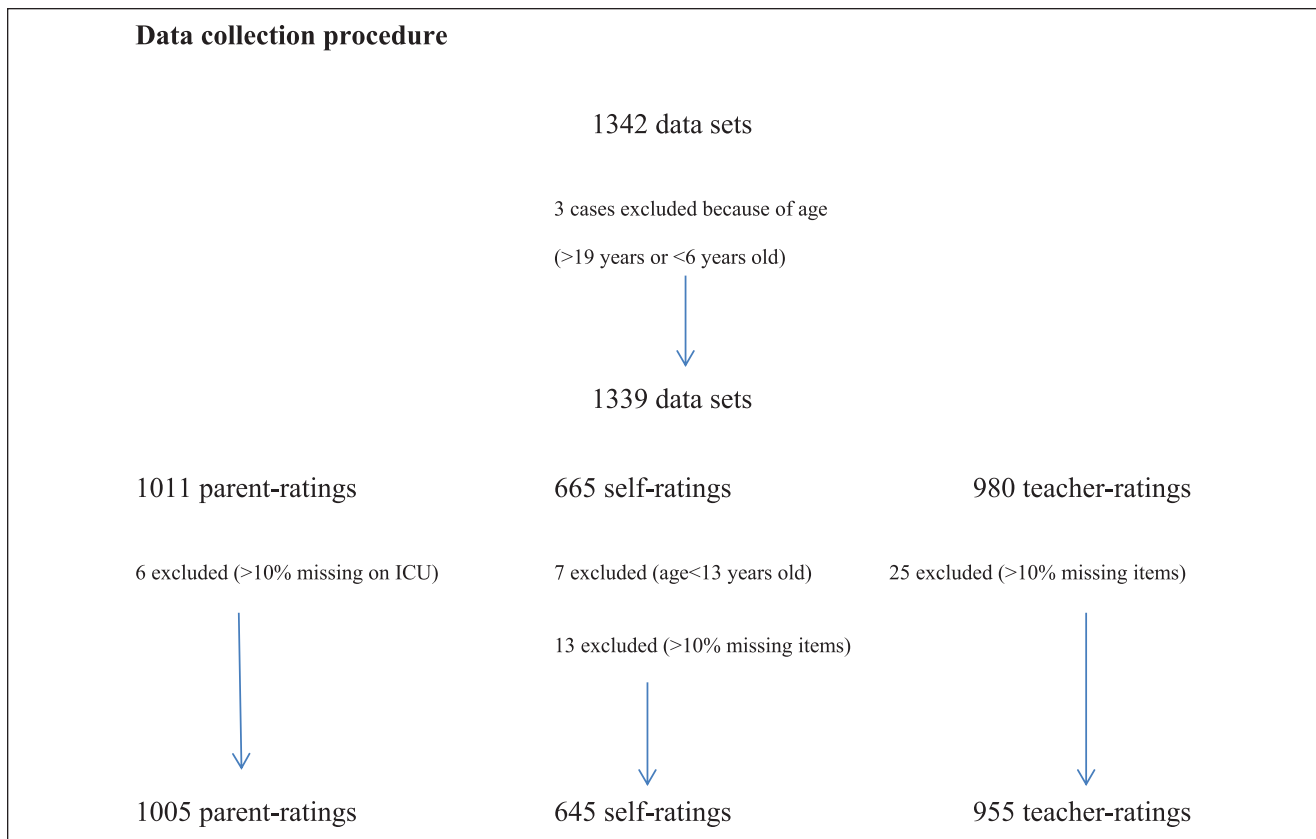 Data collection procedure
1342 data sets
3 cases excluded because of age
(>19 years or <6 years old)
1339 data sets
1011 parent-ratings
665 self-ratings
980 teacher-ratings
6 excluded (>10% missing on ICU)
7 excluded (age<13 years old)
25 excluded (>10% missing items)
13 excluded (>10% missing items)
1005 parent-ratings
645 self-ratings
955 teacher-ratings